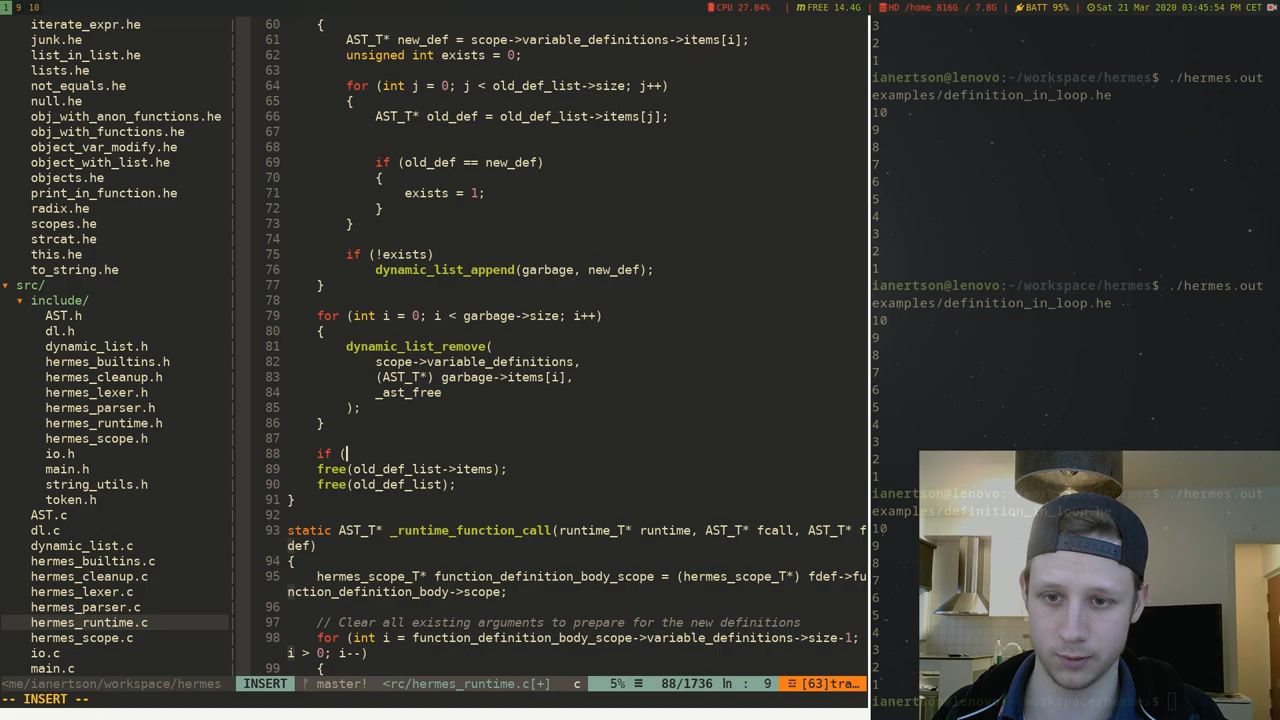 1 9 10
CPU 27.04% | FREE 14.4G | HD /home 816G / 7.8G | BATT 95% | Sat 21 Mar 2020 03:45:54 PM CET
iterate_expr.he
junk.he
list_in_list.he
lists.he
not_equals.he
null.he
obj_with_anon_functions.he
obj_with_functions.he
object_var_modify.he
object_with_list.he
objects.he
print_in_function.he
radix.he
scopes.he
strcat.he
this.he
to_string.he
▾ src/
▾ include/
AST.h
dl.h
dynamic_list.h
hermes_builtins.h
hermes_cleanup.h
hermes_lexer.h
hermes_parser.h
hermes_runtime.h
hermes_scope.h
io.h
main.h
string_utils.h
token.h
AST.c
dl.c
dynamic_list.c
hermes_builtins.c
hermes_cleanup.c
hermes_lexer.c
hermes_parser.c
hermes_runtime.c
hermes_scope.c
io.c
main.c
60 {
61 AST_T* new_def = scope->variable_definitions->items[i];
62 unsigned int exists = 0;
63
64 for (int j = 0; j < old_def_list->size; j++)
65 {
66 AST_T* old_def = old_def_list->items[j];
67
68
69 if (old_def == new_def)
70 {
71 exists = 1;
72 }
73 }
74
75 if (!exists)
76 dynamic_list_append(garbage, new_def);
77 }
78
79 for (int i = 0; i < garbage->size; i++)
80 {
81 dynamic_list_remove(
82 scope->variable_definitions,
83 (AST_T*) garbage->items[i],
84 _ast_free
85 );
86 }
87
88 if (
89 free(old_def_list->items);
90 free(old_def_list);
91 }
92
93 static AST_T* _runtime_function_call(runtime_T* runtime, AST_T* fcall, AST_T* f
def)
94 {
95 hermes_scope_T* function_definition_body_scope = (hermes_scope_T*) fdef->fu
nction_definition_body->scope;
96
97 // Clear all existing arguments to prepare for the new definitions
98 for (int i = function_definition_body_scope->variable_definitions->size-1;
i > 0; i--)
99 {
<me/ianertson/workspace/hermes INSERT master! <rc/hermes_runtime.c[+] c 5% ☰ 88/1736 ln : 9 ☲ [63]tra…
-- INSERT --
3
2
1
ianertson@lenovo:~/workspace/hermes$ ./hermes.out
examples/definition_in_loop.he
10
9
8
7
6
5
4
3
2
1
ianertson@lenovo:~/workspace/hermes$ ./hermes.out
examples/definition_in_loop.he
10
9
8
7
6
5
4
3
2
1
ianertson@lenovo:~/workspace/hermes$ ./hermes.out
examples/definition_in_loop.he
10
9
8
7
6
5
4
3
2
1
ianertson@lenovo:~/workspace/hermes$